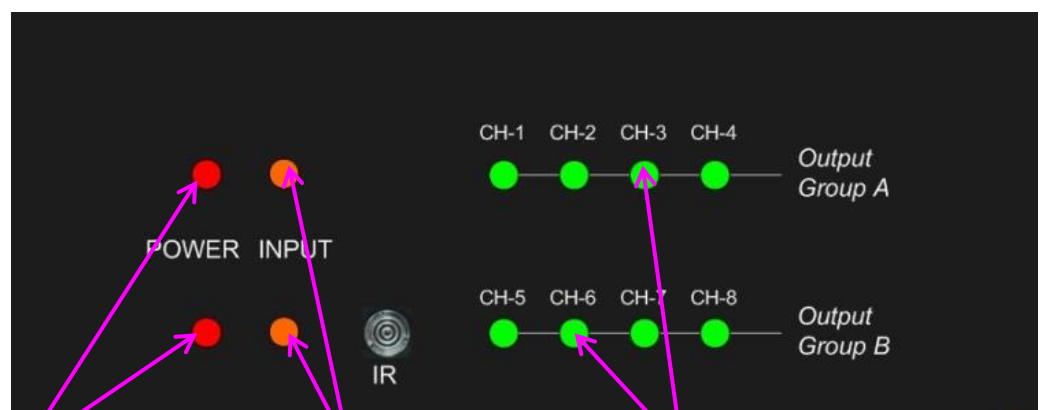 CH-1 CH-2 CH-3 CH-4
Output
Group A
POWER INPUT
CH-5 CH-6 CH-7 CH-8
Output
Group B
IR